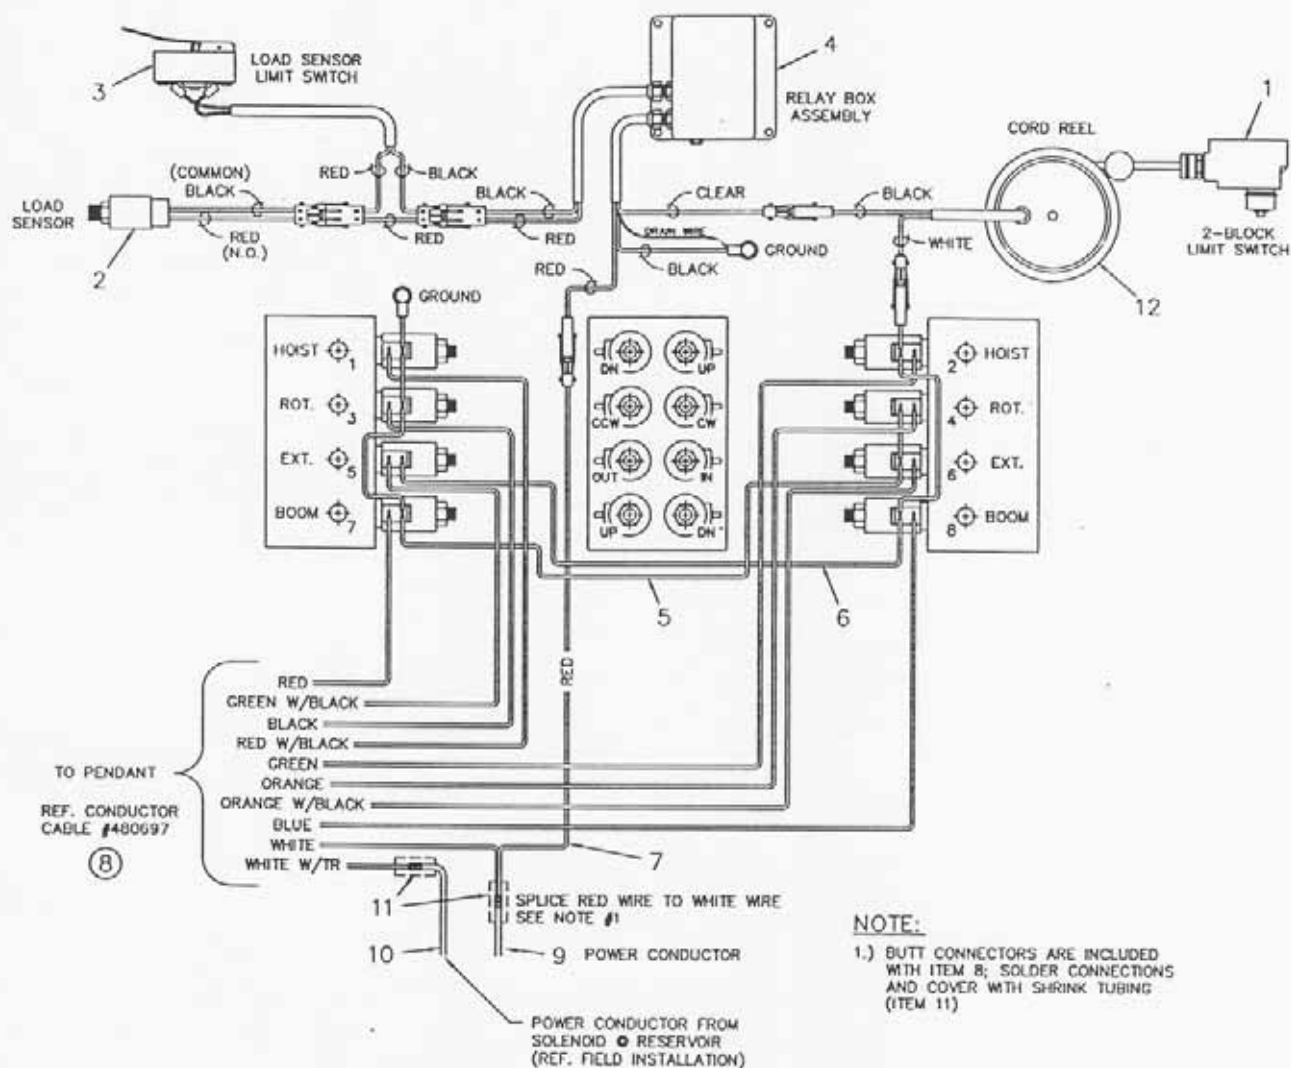 3
LOAD SENSOR
LIMIT SWITCH
4
RELAY BOX
ASSEMBLY
1
CORD REEL
2-BLOCK
LIMIT SWITCH
12
(COMMON)
BLACK
RED
BLACK
LOAD
SENSOR
RED
(N.O.)
2
RED
BLACK
RED
CLEAR
BLACK
DRAIN WIRE
GROUND
BLACK
WHITE
RED
GROUND
HOIST 1
ROT. 3
EXT. 5
BOOM 7
DN UP
CCW CW
OUT IN
UP DN
2 HOIST
4 ROT.
6 EXT.
8 BOOM
5
6
RED
RED
GREEN W/BLACK
BLACK
RED W/BLACK
GREEN
ORANGE
ORANGE W/BLACK
BLUE
WHITE
WHITE W/TR
TO PENDANT
REF. CONDUCTOR
CABLE #480697
8
7
11
SPLICE RED WIRE TO WHITE WIRE
SEE NOTE #1
10
9 POWER CONDUCTOR
POWER CONDUCTOR FROM
SOLENOID @ RESERVOIR
(REF. FIELD INSTALLATION)
NOTE:
1.) BUTT CONNECTORS ARE INCLUDED
WITH ITEM 8; SOLDER CONNECTIONS
AND COVER WITH SHRINK TUBING
(ITEM 11)